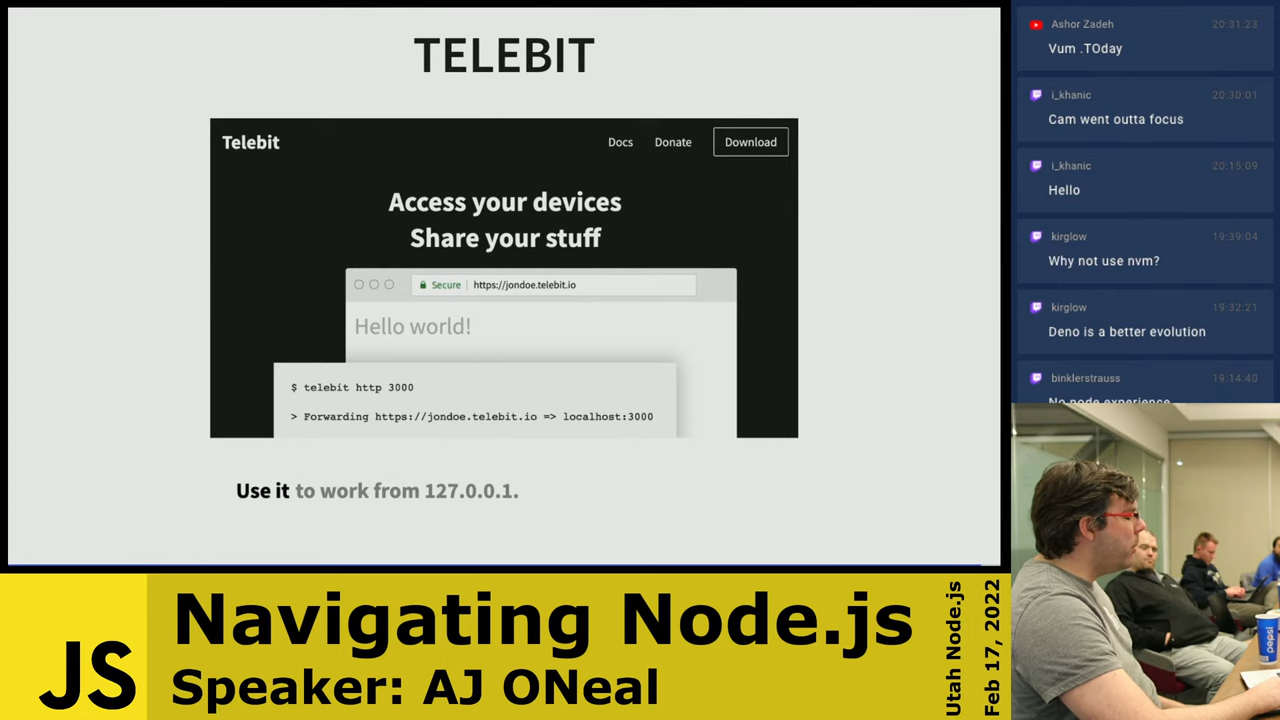 TELEBIT
Telebit
Docs
Donate
Download
Access your devices
Share your stuff
Secure
https://jondoe.telebit.io
Hello world!
$ telebit http 3000
> Forwarding https://jondoe.telebit.io => localhost:3000
Use it to work from 127.0.0.1.
Ashor Zadeh 20:31:23
Vum .TOday
i_khanic 20:30:01
Cam went outta focus
i_khanic 20:15:09
Hello
kirglow 19:39:04
Why not use nvm?
kirglow 19:32:21
Deno is a better evolution
binklerstrauss 19:14:40
No node experience
pepsi
JS
Navigating Node.js
Speaker: AJ ONeal
Utah Node.js
Feb 17, 2022